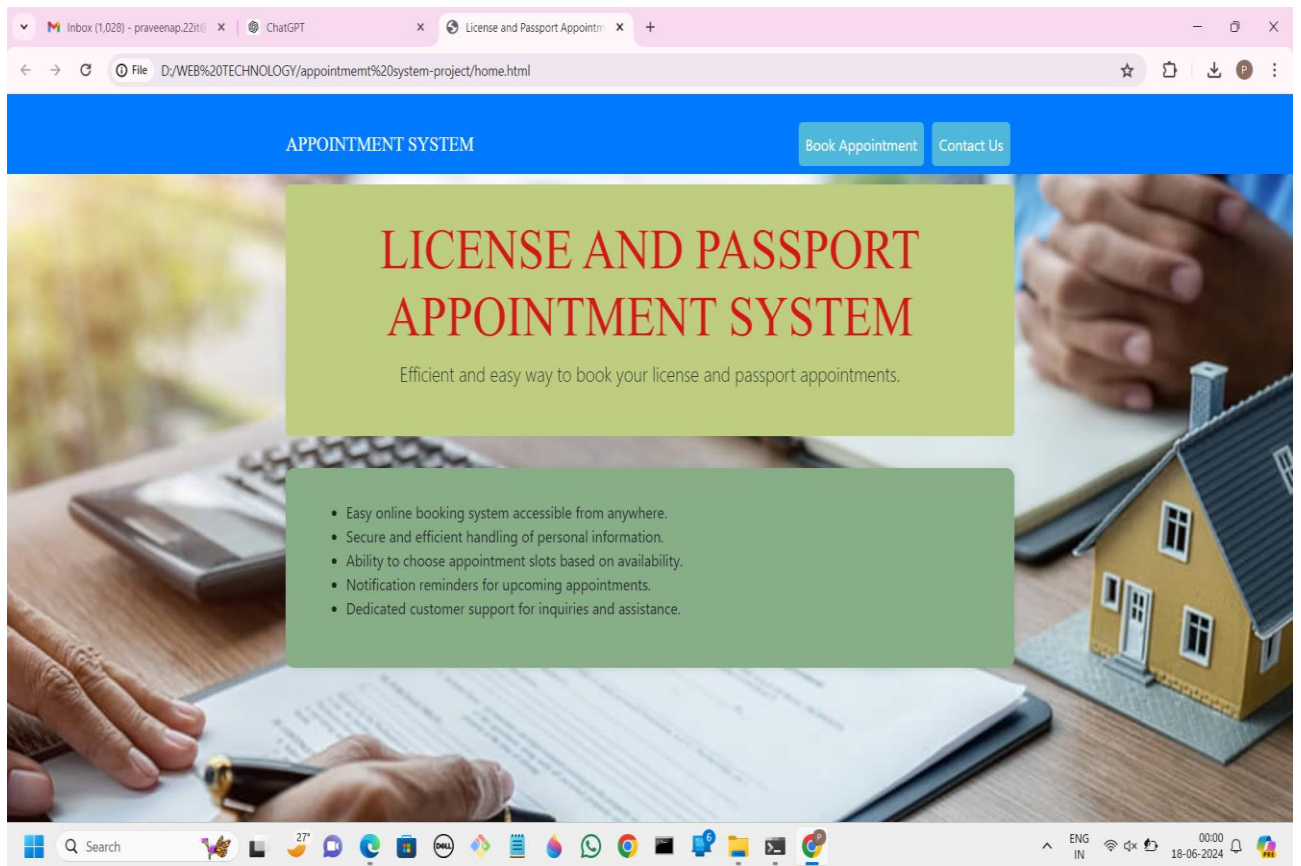 Inbox (1,028) - praveenap.22it@
ChatGPT
License and Passport Appointm
File D:/WEB%20TECHNOLOGY/appointmemt%20system-project/home.html
P
APPOINTMENT SYSTEM
Book Appointment
Contact Us
LICENSE AND PASSPORT
APPOINTMENT SYSTEM
Efficient and easy way to book your license and passport appointments.
• Easy online booking system accessible from anywhere.
• Secure and efficient handling of personal information.
• Ability to choose appointment slots based on availability.
• Notification reminders for upcoming appointments.
• Dedicated customer support for inquiries and assistance.
Search
27°
DELL
6
P
ENG
IN
00:00
18-06-2024
PRE